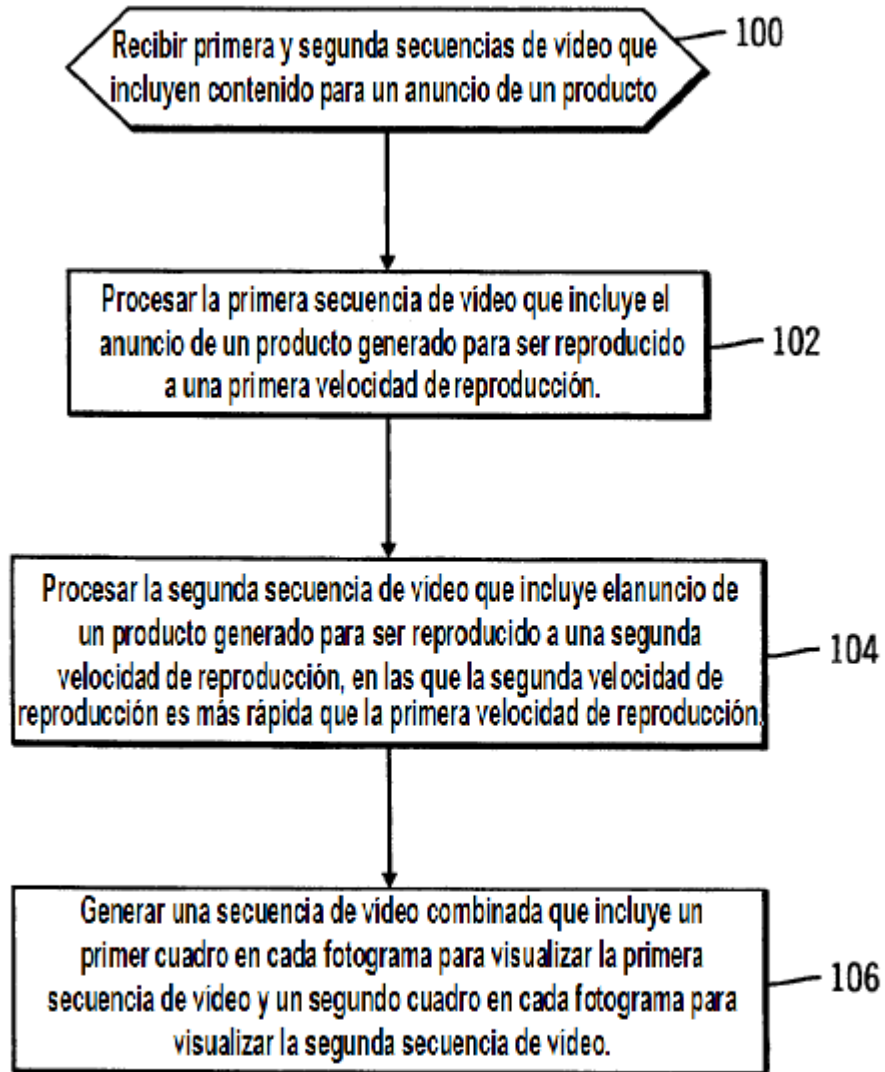 Recibir primera y segunda secuencias de vídeo que
incluyen contenido para un anuncio de un producto
100
Procesar la primera secuencia de vídeo que incluye el
anuncio de un producto generado para ser reproducido
a una primera velocidad de reproducción.
102
Procesar la segunda secuencia de vídeo que incluye elanuncio de
un producto generado para ser reproducido a una segunda
velocidad de reproducción, en las que la segunda velocidad de
reproducción es más rápida que la primera velocidad de reproducción.
104
Generar una secuencia de vídeo combinada que incluye un
primer cuadro en cada fotograma para visualizar la primera
secuencia de vídeo y un segundo cuadro en cada fotograma para
visualizar la segunda secuencia de vídeo.
106